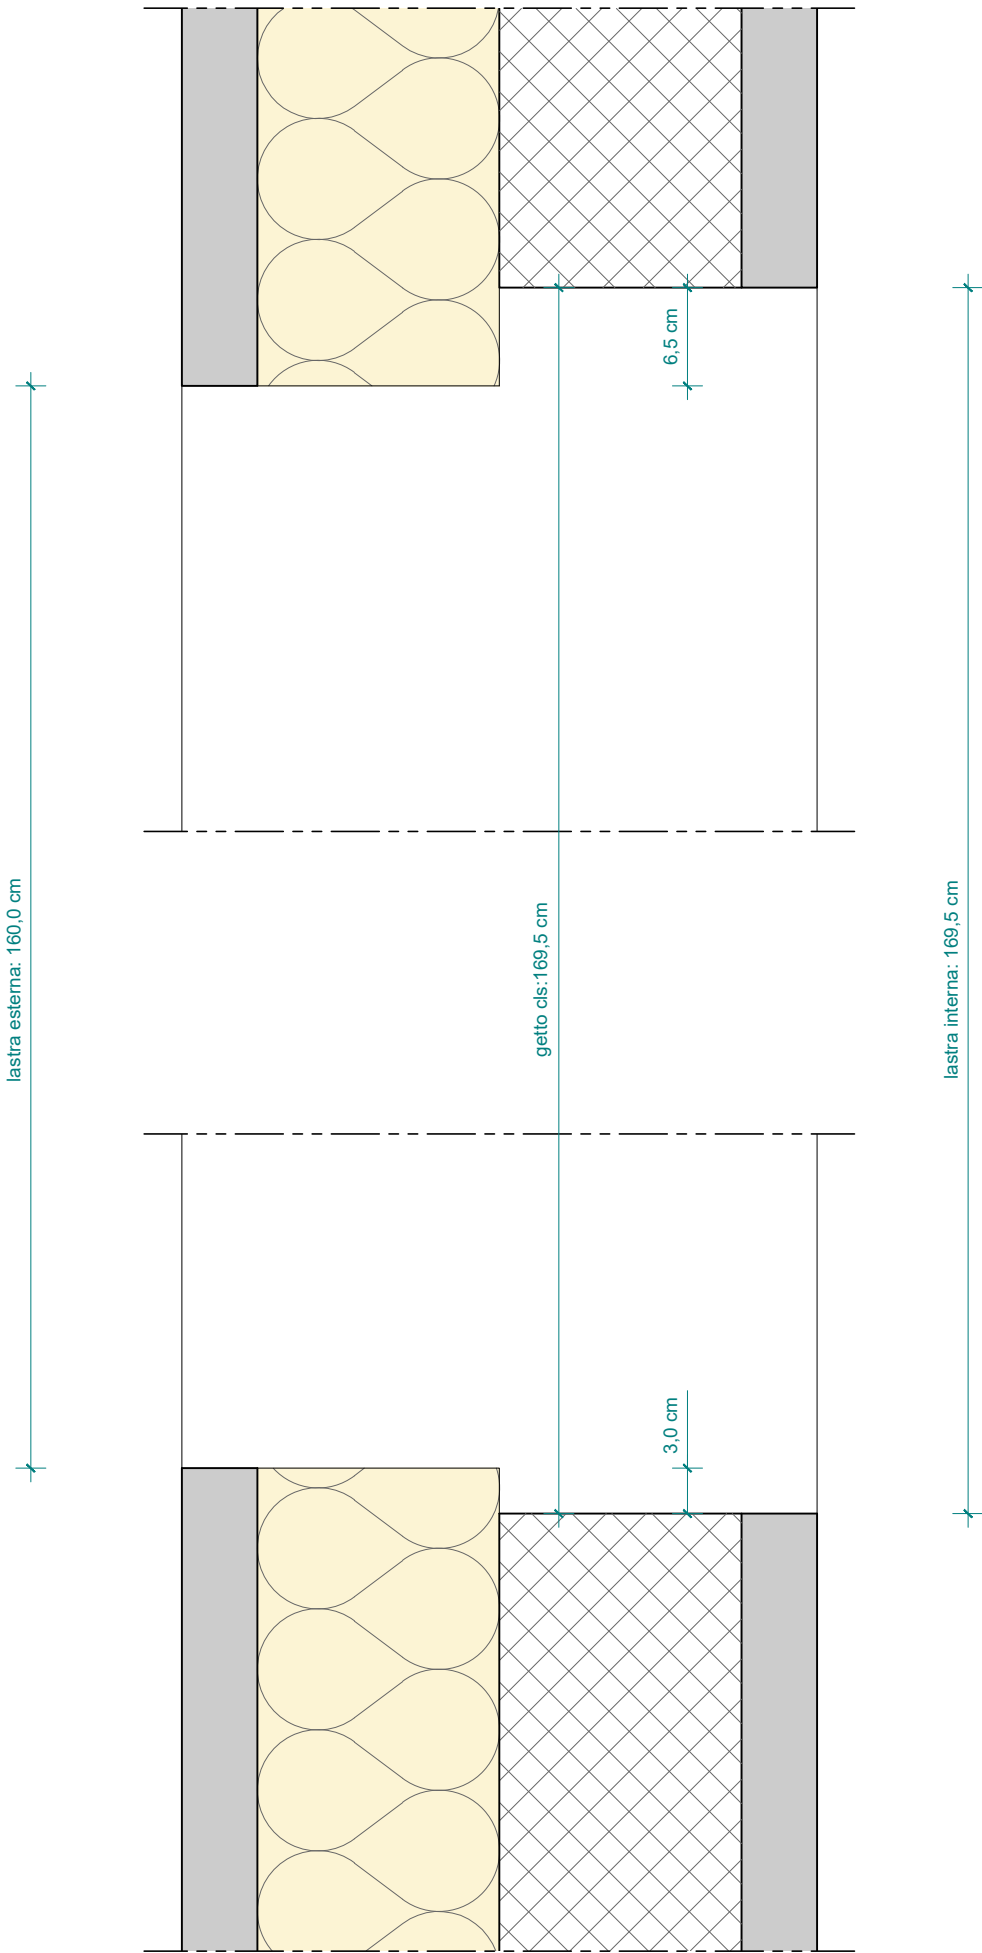 6,5 cm
lastra esterna: 160,0 cm
getto cls:169,5 cm
lastra interna: 169,5 cm
3,0 cm